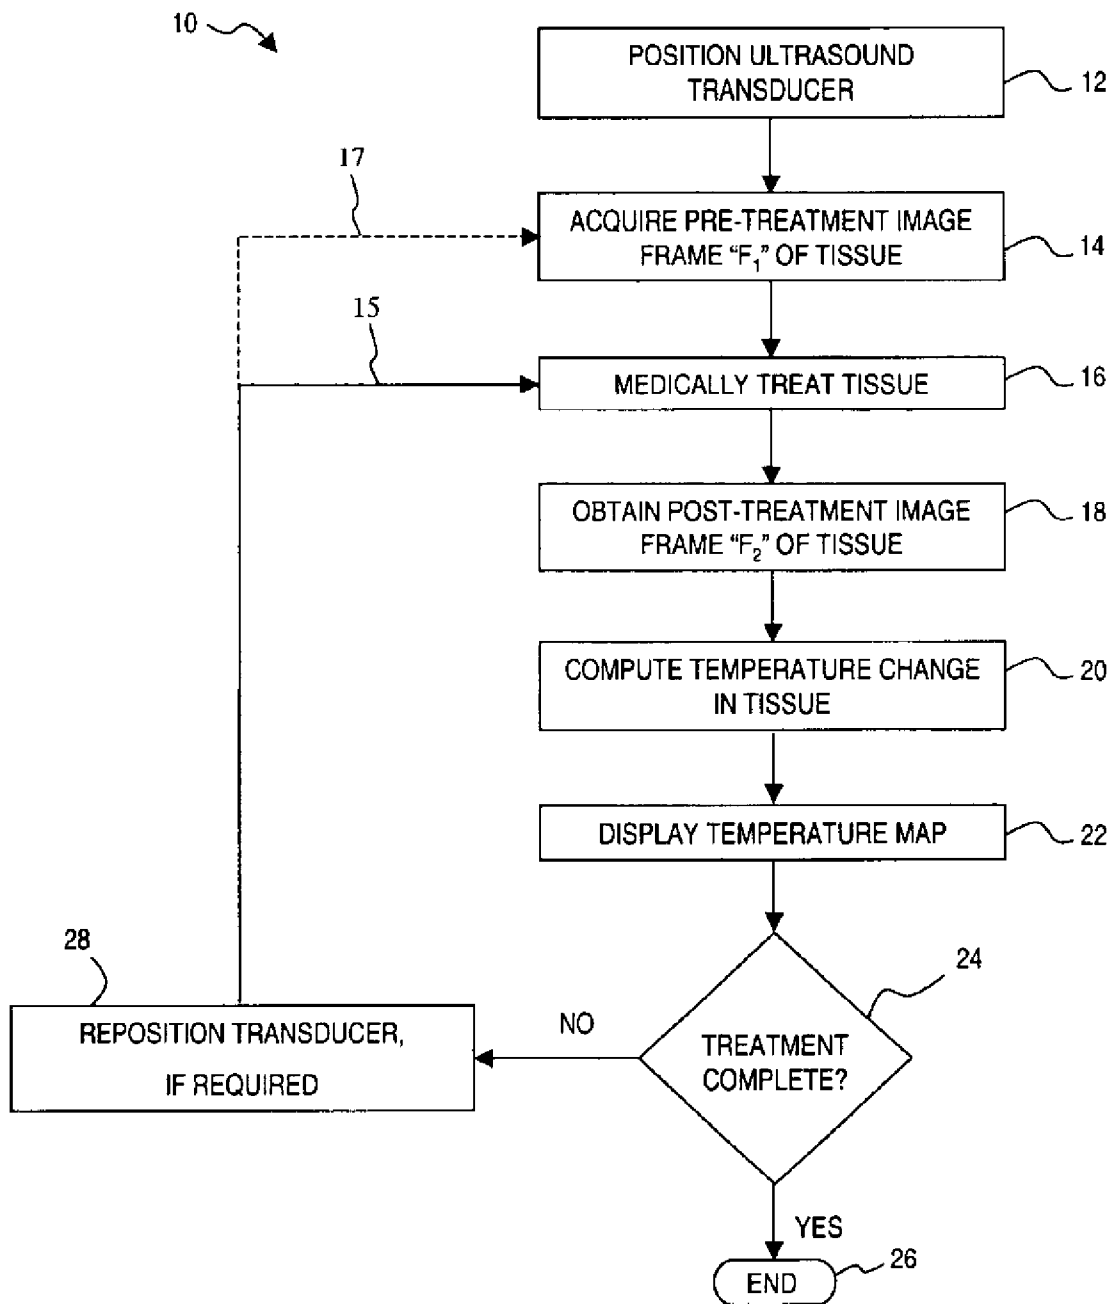 10
POSITION ULTRASOUND
TRANSDUCER
12
17
ACQUIRE PRE-TREATMENT IMAGE
FRAME “F₁” OF TISSUE
14
15
MEDICALLY TREAT TISSUE
16
OBTAIN POST-TREATMENT IMAGE
FRAME “F₂” OF TISSUE
18
COMPUTE TEMPERATURE CHANGE
IN TISSUE
20
DISPLAY TEMPERATURE MAP
22
28
24
REPOSITION TRANSDUCER,
IF REQUIRED
NO
TREATMENT
COMPLETE?
YES
END
26